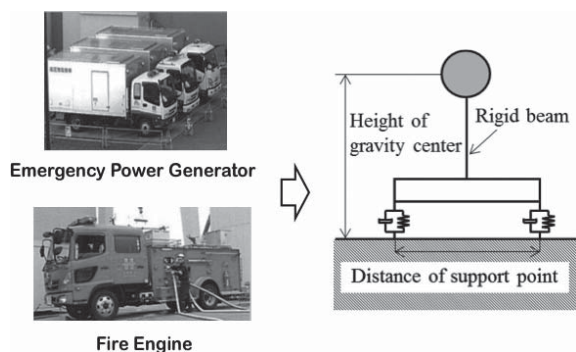 Emergency Power Generator
Fire Engine
Height of
gravity center
Rigid beam
Distance of support point